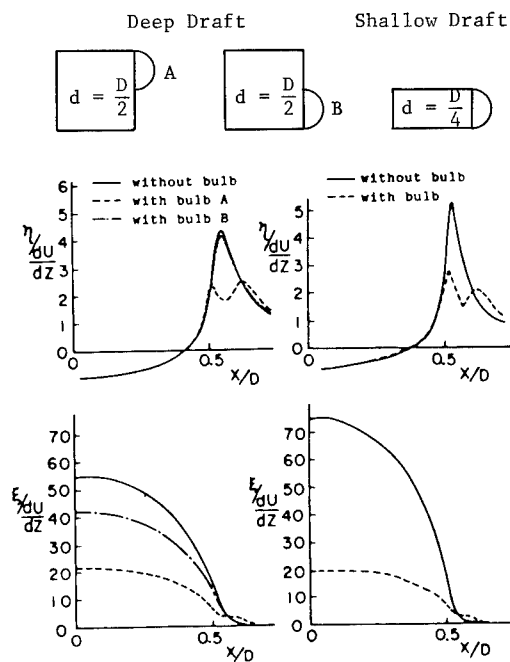 Deep Draft
Shallow Draft
A
d = D/2
d = D/2
B
d = D/4
without bulb
with bulb A
with bulb B
without bulb
with bulb
η/dU/dZ
6
5
4
3
2
1
0
0.5
X/D
η/dU/dZ
5
4
3
2
1
0
0
0.5
X/D
ξ/dU/dZ
70
60
50
40
30
20
10
0
0
0.5
X/D
ξ/dU/dZ
70
60
50
40
30
20
10
0
0
0.5
X/D